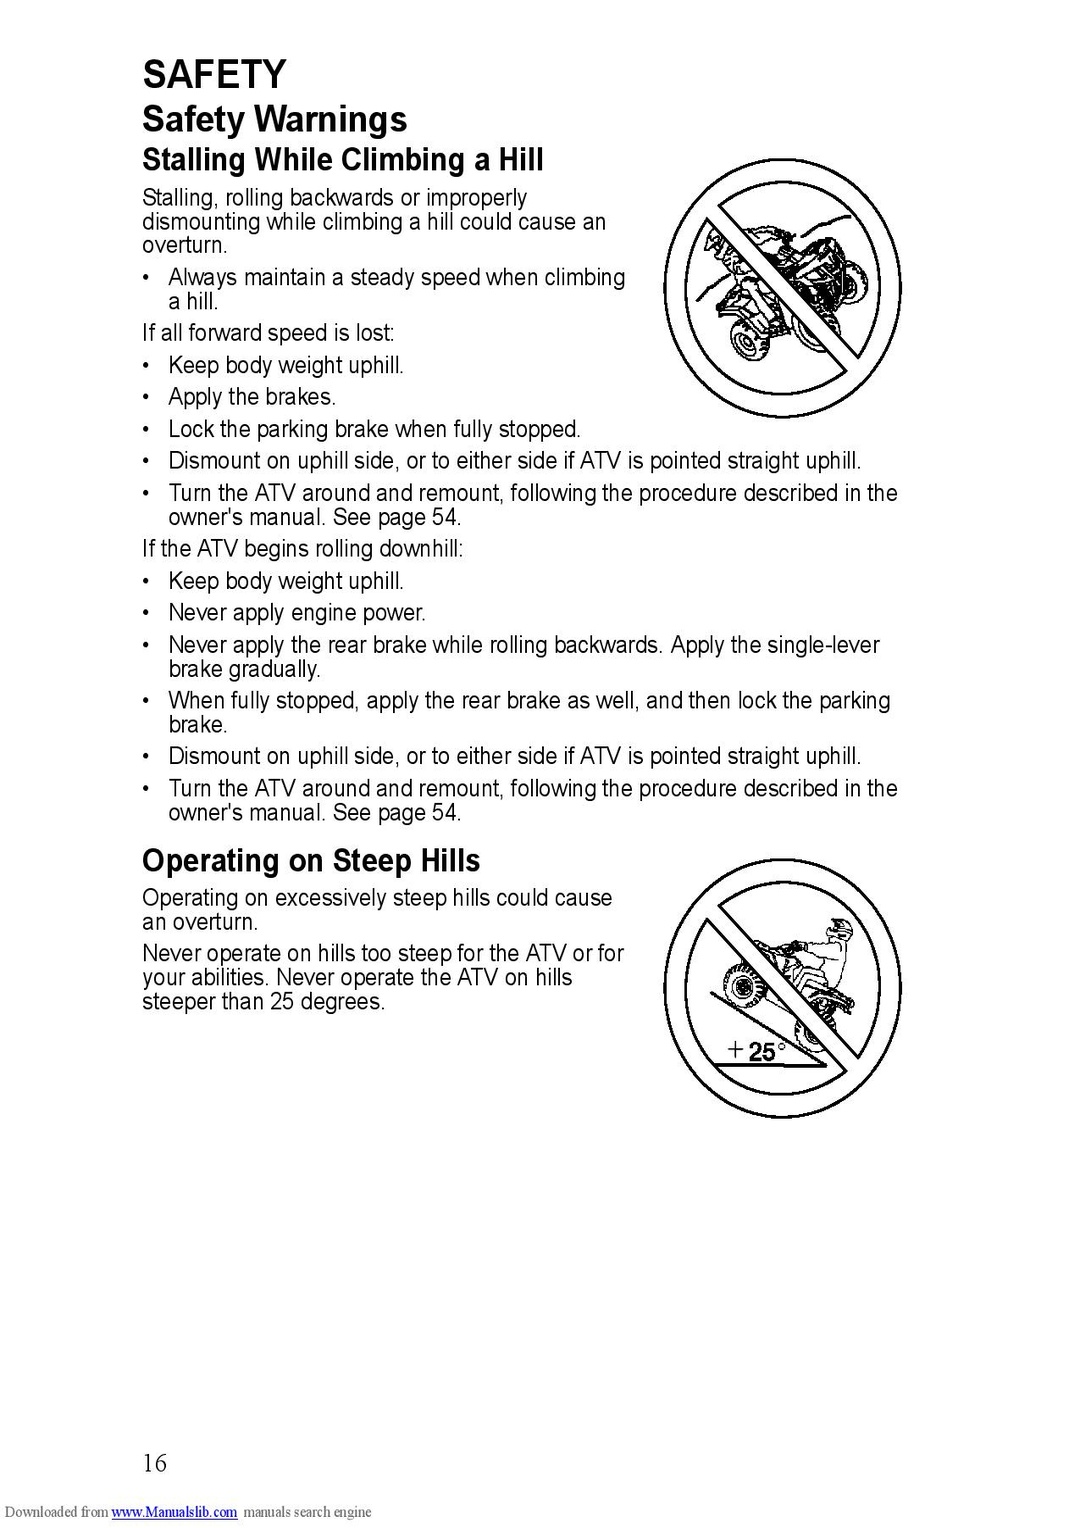 SAFETY
Safety Warnings
Stalling While Climbing a Hill
Stalling, rolling backwards or improperly
dismounting while climbing a hill could cause an
overturn.
• Always maintain a steady speed when climbing
a hill.
If all forward speed is lost:
• Keep body weight uphill.
• Apply the brakes.
• Lock the parking brake when fully stopped.
• Dismount on uphill side, or to either side if ATV is pointed straight uphill.
• Turn the ATV around and remount, following the procedure described in the
owner's manual. See page 54.
If the ATV begins rolling downhill:
• Keep body weight uphill.
• Never apply engine power.
• Never apply the rear brake while rolling backwards. Apply the single-lever
brake gradually.
• When fully stopped, apply the rear brake as well, and then lock the parking
brake.
• Dismount on uphill side, or to either side if ATV is pointed straight uphill.
• Turn the ATV around and remount, following the procedure described in the
owner's manual. See page 54.
Operating on Steep Hills
Operating on excessively steep hills could cause
an overturn.
Never operate on hills too steep for the ATV or for
your abilities. Never operate the ATV on hills
steeper than 25 degrees.
+ 25°
16
Downloaded from www.Manualslib.com manuals search engine